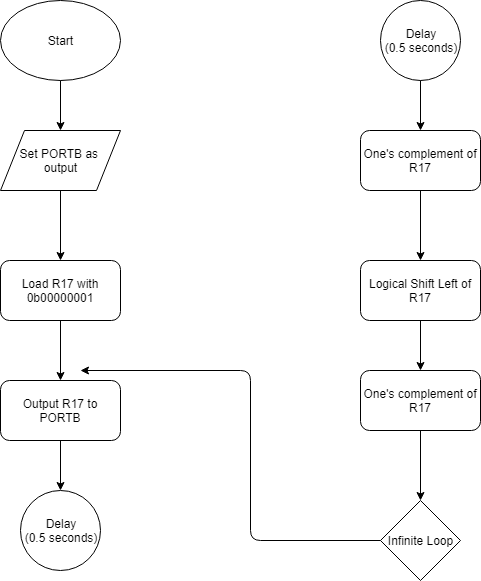 Start
Set PORTB as
output
Load R17 with
0b00000001
Output R17 to
PORTB
Delay
(0.5 seconds)
Delay
(0.5 seconds)
One's complement of
R17
Logical Shift Left of
R17
One's complement of
R17
Infinite Loop